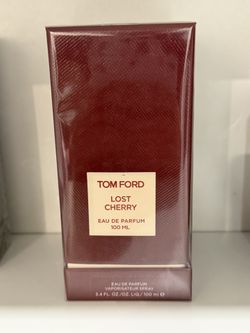 TOM FORD
LOST
CHERRY
EAU DE PARFUM
100 ML
EAU DE PARFUM
VAPORISATEUR SPRAY
3.4 FL. OZ./OZ. LIQ / 100 ml ℮